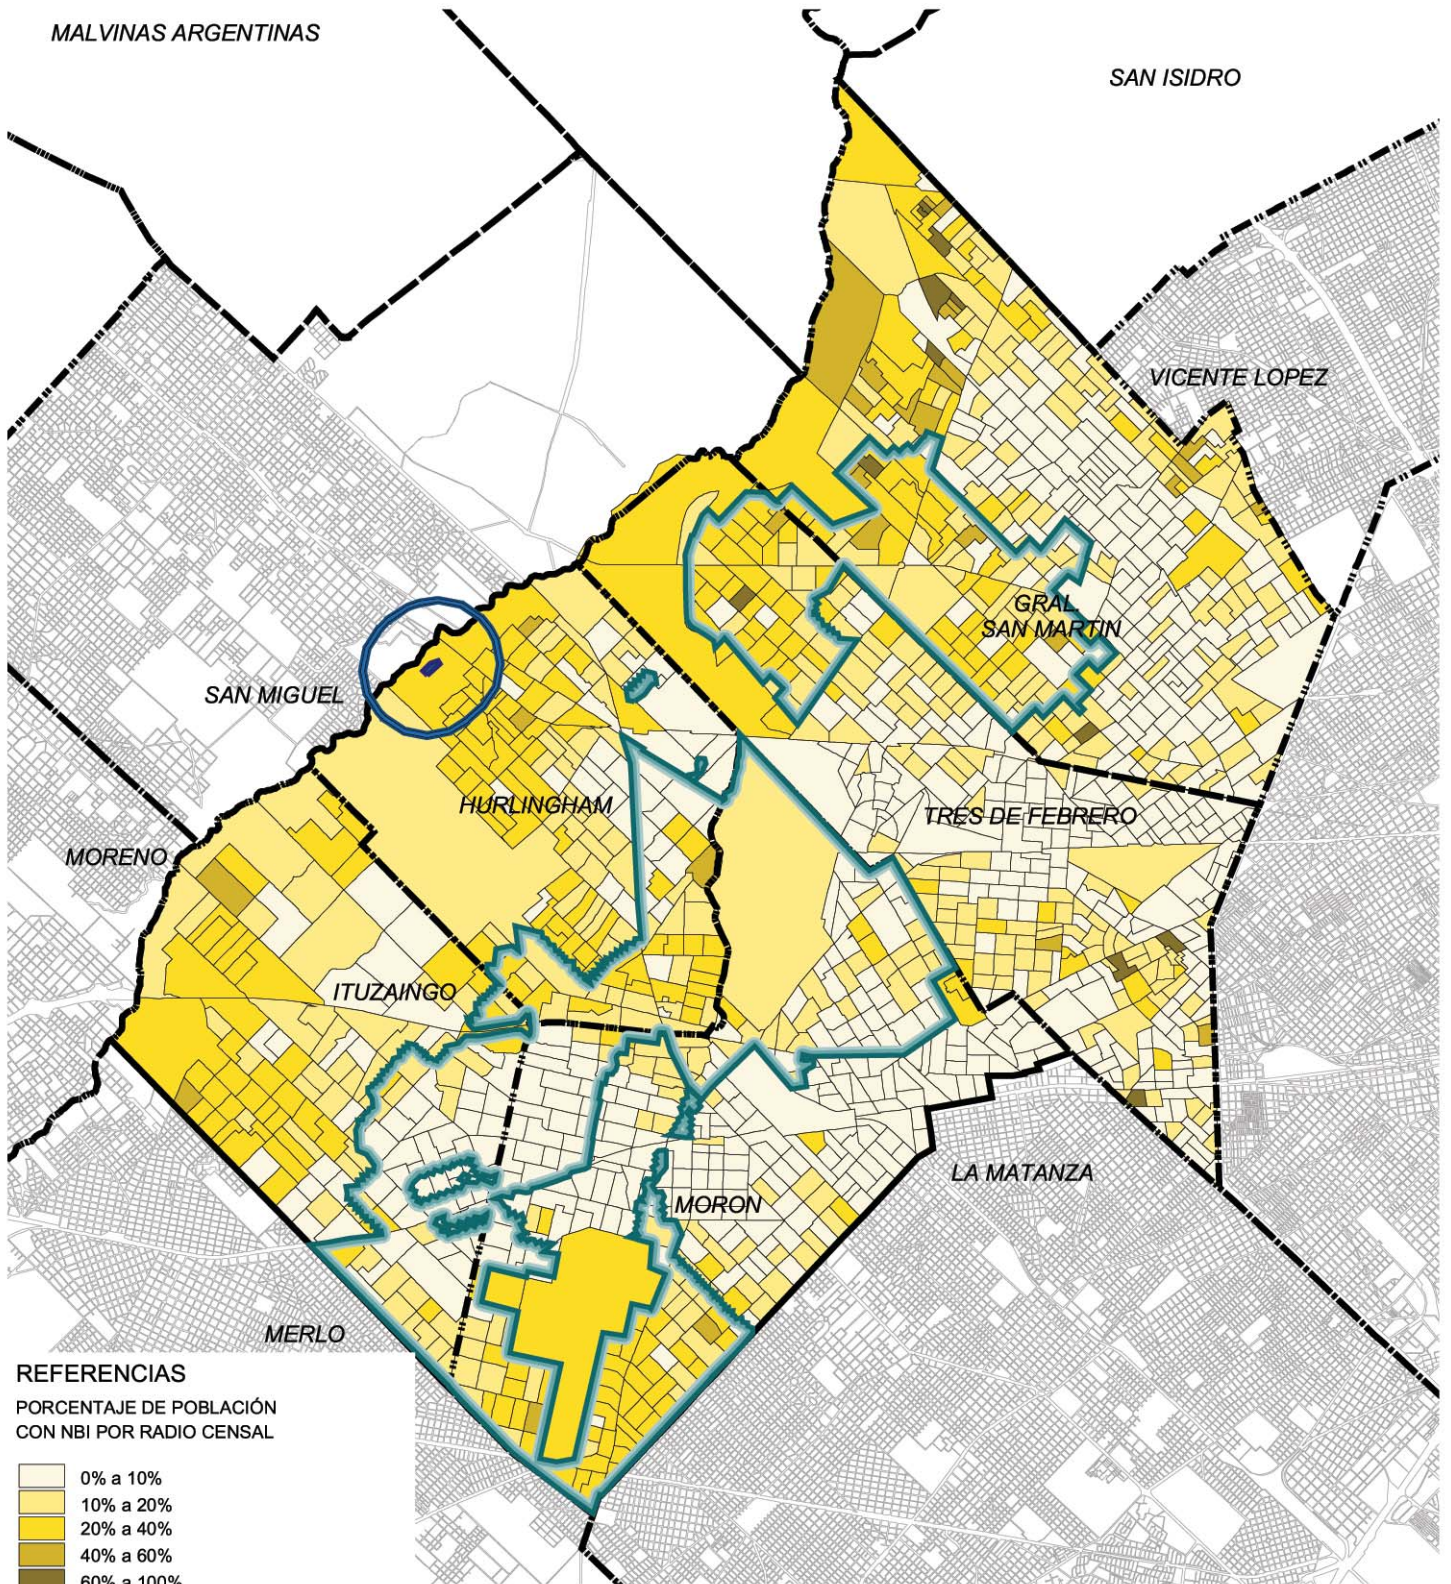 MALVINAS ARGENTINAS
SAN ISIDRO
VICENTE LOPEZ
GRAL.
SAN MARTIN
SAN MIGUEL
HURLINGHAM
TRES DE FEBRERO
MORENO
ITUZAINGO
LA MATANZA
MORON
MERLO
REFERENCIAS
PORCENTAJE DE POBLACIÓN
CON NBI POR RADIO CENSAL
0% a 10%
10% a 20%
20% a 40%
40% a 60%
60% a 100%